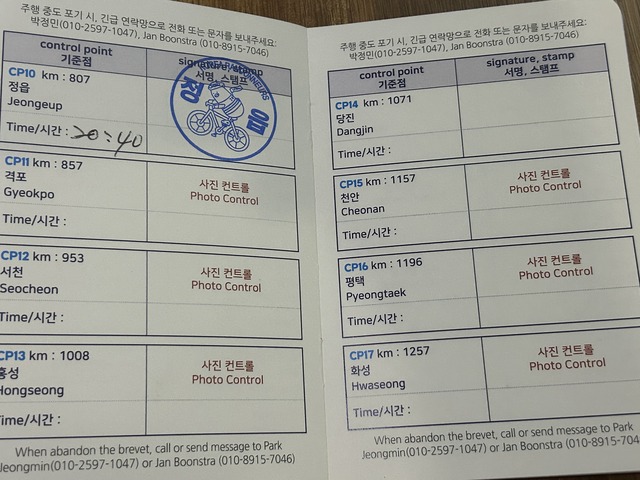 주행 중도 포기 시, 긴급 연락망으로 전화 또는 문자를 보내주세요:
박정민(010-2597-1047), Jan Boonstra (010-8915-7046)
control point
기준점
signature, stamp
서명, 스탬프
CP10 km : 807
정읍
Jeongeup
Time/시간 : 20:40
정 읍
KOREA RANDONNEURS
CP11 km : 857
격포
Gyeokpo
Time/시간 :
사진 컨트롤
Photo Control
CP12 km : 953
서천
Seocheon
Time/시간 :
사진 컨트롤
Photo Control
CP13 km : 1008
홍성
Hongseong
Time/시간 :
사진 컨트롤
Photo Control
When abandon the brevet, call or send message to Park
Jeongmin(010-2597-1047) or Jan Boonstra (010-8915-7046)
주행 중도 포기 시, 긴급 연락망으로 전화 또는 문자를 보내주세요:
박정민(010-2597-1047), Jan Boonstra (010-8915-7046)
control point
기준점
signature, stamp
서명, 스탬프
CP14 km : 1071
당진
Dangjin
Time/시간 :
CP15 km : 1157
천안
Cheonan
Time/시간 :
사진 컨트롤
Photo Control
CP16 km : 1196
평택
Pyeongtaek
Time/시간 :
사진 컨트롤
Photo Control
CP17 km : 1257
화성
Hwaseong
Time/시간 :
사진 컨트롤
Photo Control
When abandon the brevet, call or send message to Park
Jeongmin(010-2597-1047) or Jan Boonstra (010-8915-704